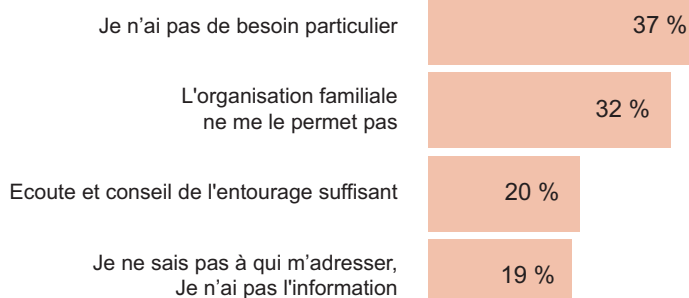 Je n’ai pas de besoin particulier
37 %
L'organisation familiale
ne me le permet pas
32 %
Ecoute et conseil de l'entourage suffisant
20 %
Je ne sais pas à qui m’adresser,
Je n’ai pas l'information
19 %